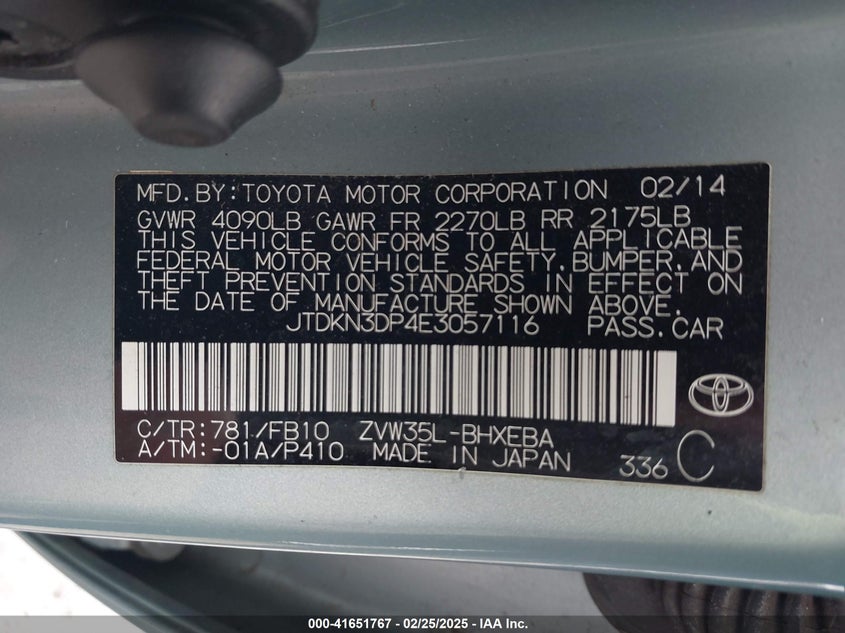 MFD.BY:TOYOTA MOTOR CORPORATION 02/14
GVWR 4090LB GAWR FR 2270LB RR 2175LB
THIS VEHICLE CONFORMS TO ALL APPLICABLE
FEDERAL MOTOR VEHICLE SAFETY,BUMPER,AND
THEFT PREVENTION STANDARDS IN EFFECT ON
THE DATE OF MANUFACTURE SHOWN ABOVE.
JTDKN3DP4E3057116 PASS.CAR
C/TR:781/FB10 ZVW35L-BHXEBA
A/TM:-01A/P410 MADE IN JAPAN 336 C
000-41651767 - 02/25/2025 - IAA Inc.